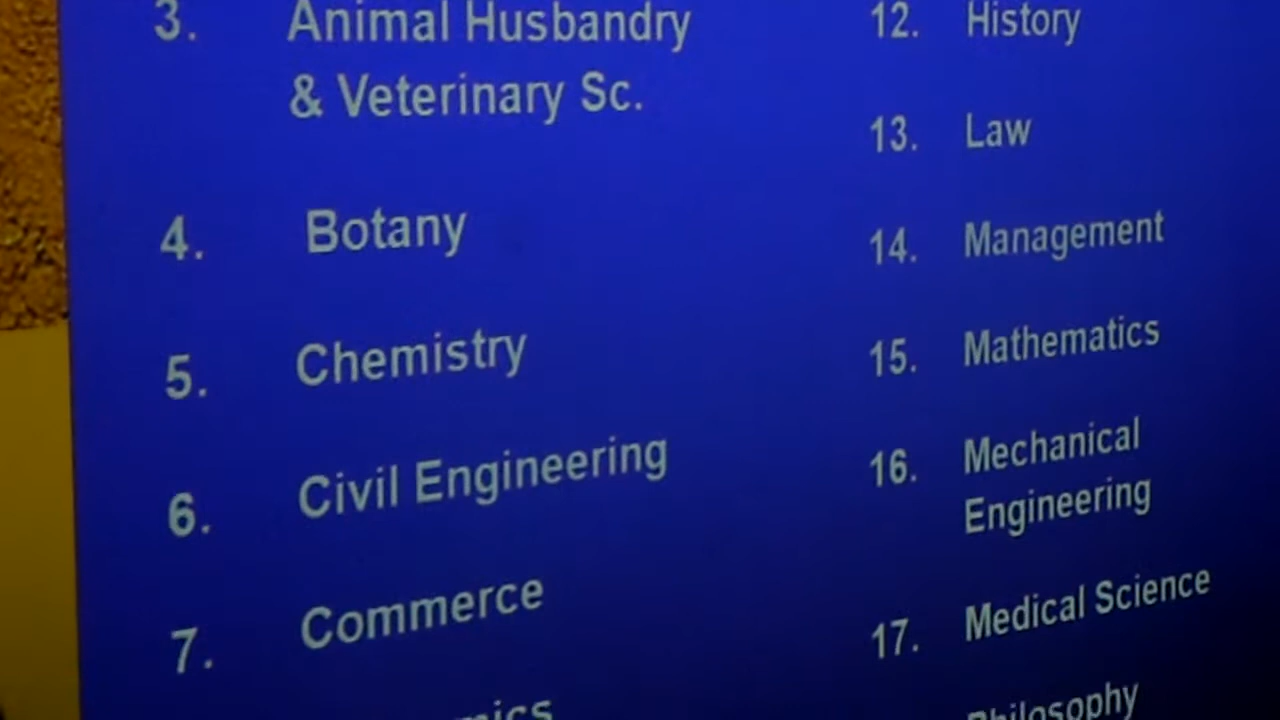 3. Animal Husbandry
& Veterinary Sc.
4. Botany
5. Chemistry
6. Civil Engineering
7. Commerce
12. History
13. Law
14. Management
15. Mathematics
16. Mechanical
Engineering
17. Medical Science
Philosophy